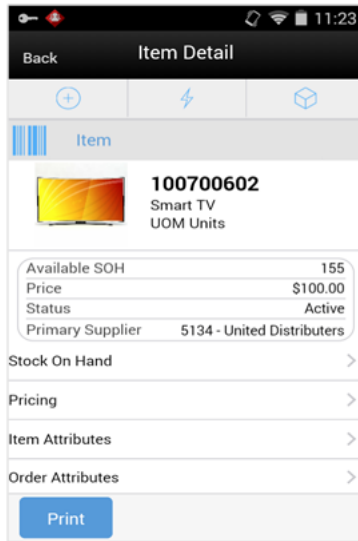 11:23
Back
Item Detail
Item
100700602
Smart TV
UOM Units
Available SOH 155
Price $100.00
Status Active
Primary Supplier 5134 - United Distributers
Stock On Hand
Pricing
Item Attributes
Order Attributes
Print